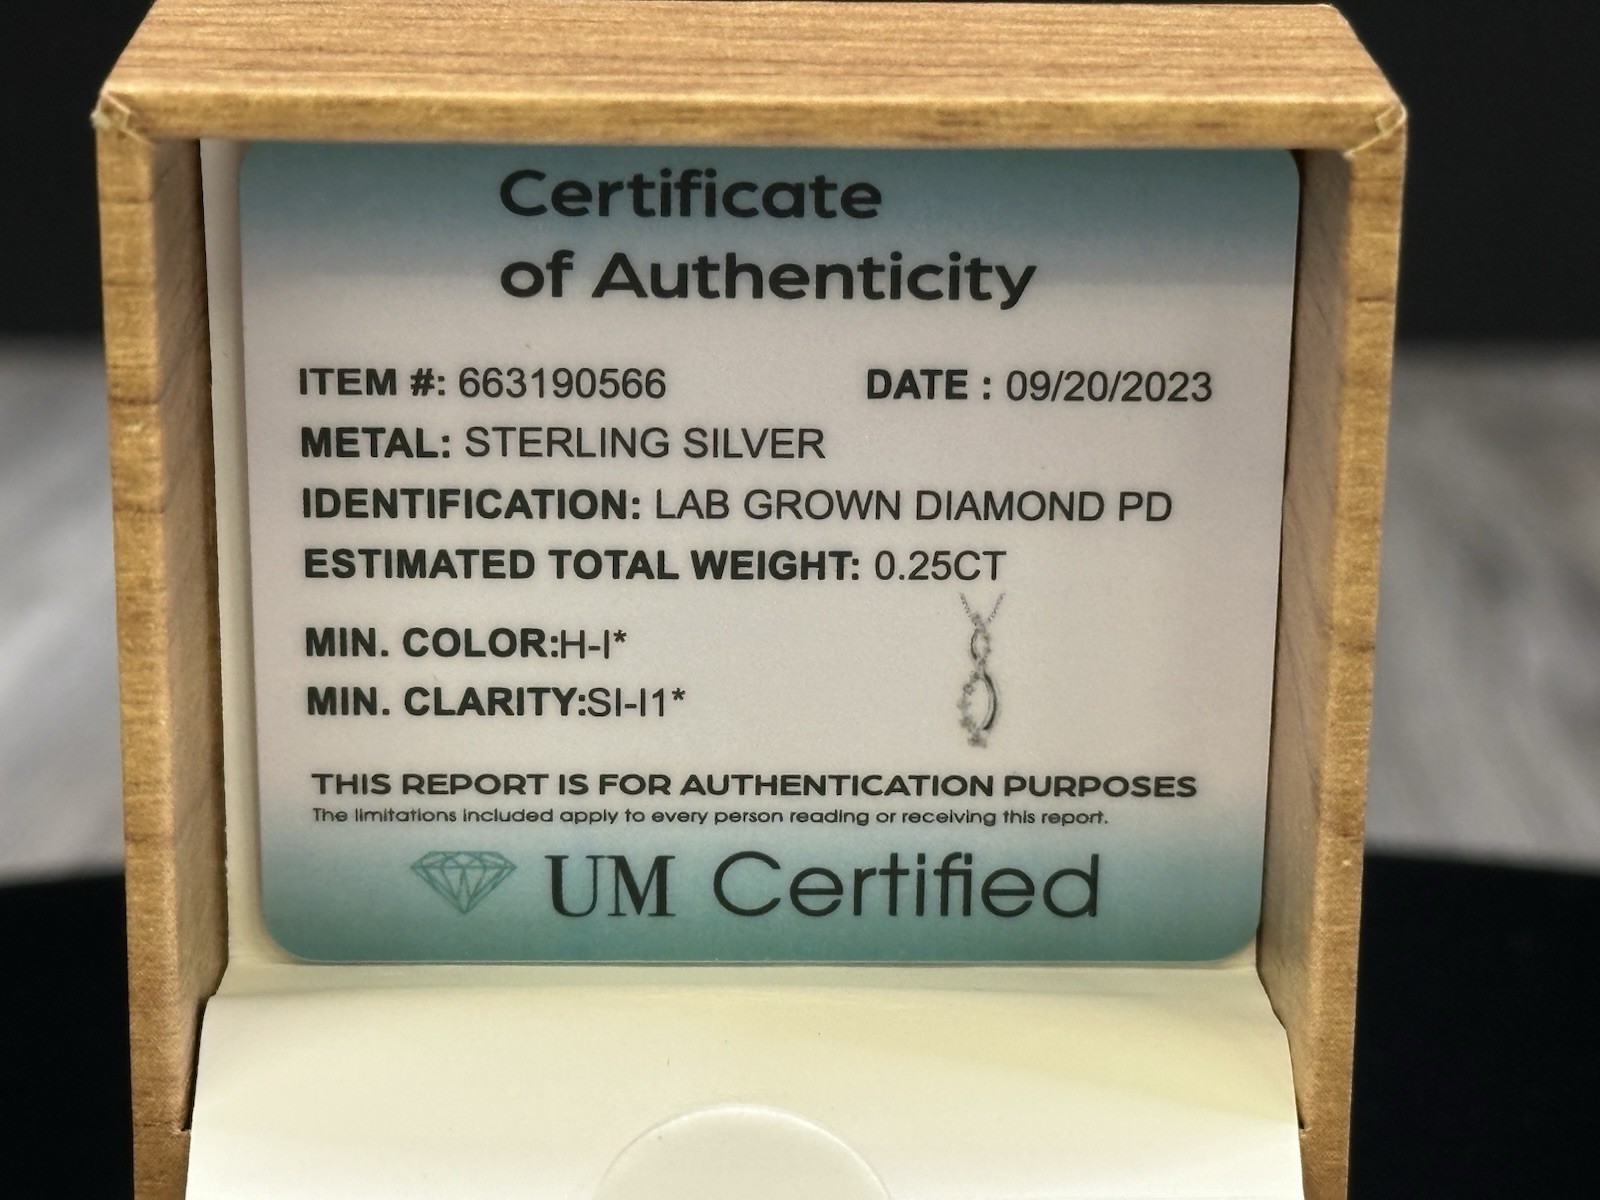 Certificate
of Authenticity
ITEM #: 663190566 DATE : 09/20/2023
METAL: STERLING SILVER
IDENTIFICATION: LAB GROWN DIAMOND PD
ESTIMATED TOTAL WEIGHT: 0.25CT
MIN. COLOR:H-I*
MIN. CLARITY:SI-I1*
THIS REPORT IS FOR AUTHENTICATION PURPOSES
The limitations included apply to every person reading or receiving this report.
UM Certified